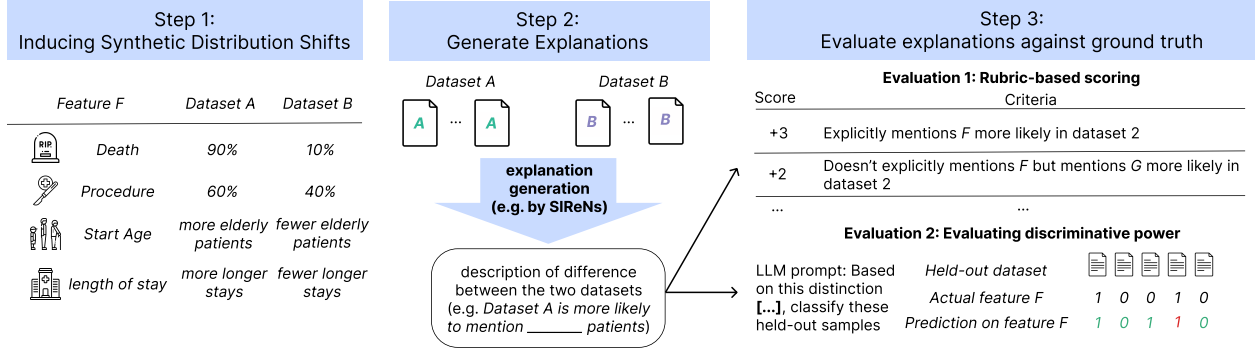 Step 1:
Inducing Synthetic Distribution Shifts
Feature F Dataset A Dataset B
R.I.P.
Death 90% 10%
Procedure 60% 40%
Start Age more elderly patients fewer elderly patients
length of stay more longer stays fewer longer stays
Step 2:
Generate Explanations
Dataset A Dataset B
A ... A B ... B
explanation
generation
(e.g. by SIReNs)
description of difference
between the two datasets
(e.g. Dataset A is more likely
to mention ________ patients)
Step 3:
Evaluate explanations against ground truth
Evaluation 1: Rubric-based scoring
Score Criteria
+3 Explicitly mentions F more likely in dataset 2
+2 Doesn't explicitly mentions F but mentions G more likely in
dataset 2
... ...
Evaluation 2: Evaluating discriminative power
LLM prompt: Based
on this distinction
[...], classify these
held-out samples
Held-out dataset
Actual feature F 1 0 0 1 0
Prediction on feature F 1 0 1 1 0